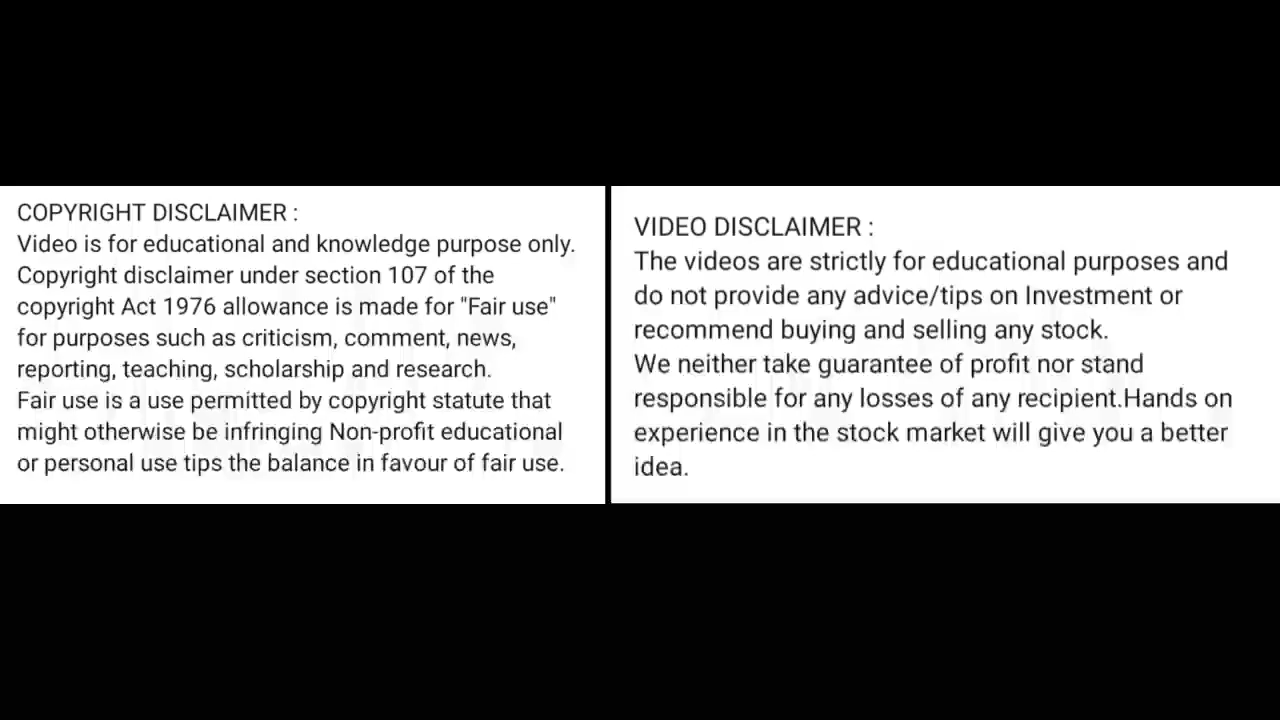 COPYRIGHT DISCLAIMER :
Video is for educational and knowledge purpose only.
Copyright disclaimer under section 107 of the
copyright Act 1976 allowance is made for "Fair use"
for purposes such as criticism, comment, news,
reporting, teaching, scholarship and research.
Fair use is a use permitted by copyright statute that
might otherwise be infringing Non-profit educational
or personal use tips the balance in favour of fair use.
VIDEO DISCLAIMER :
The videos are strictly for educational purposes and
do not provide any advice/tips on Investment or
recommend buying and selling any stock.
We neither take guarantee of profit nor stand
responsible for any losses of any recipient.Hands on
experience in the stock market will give you a better
idea.